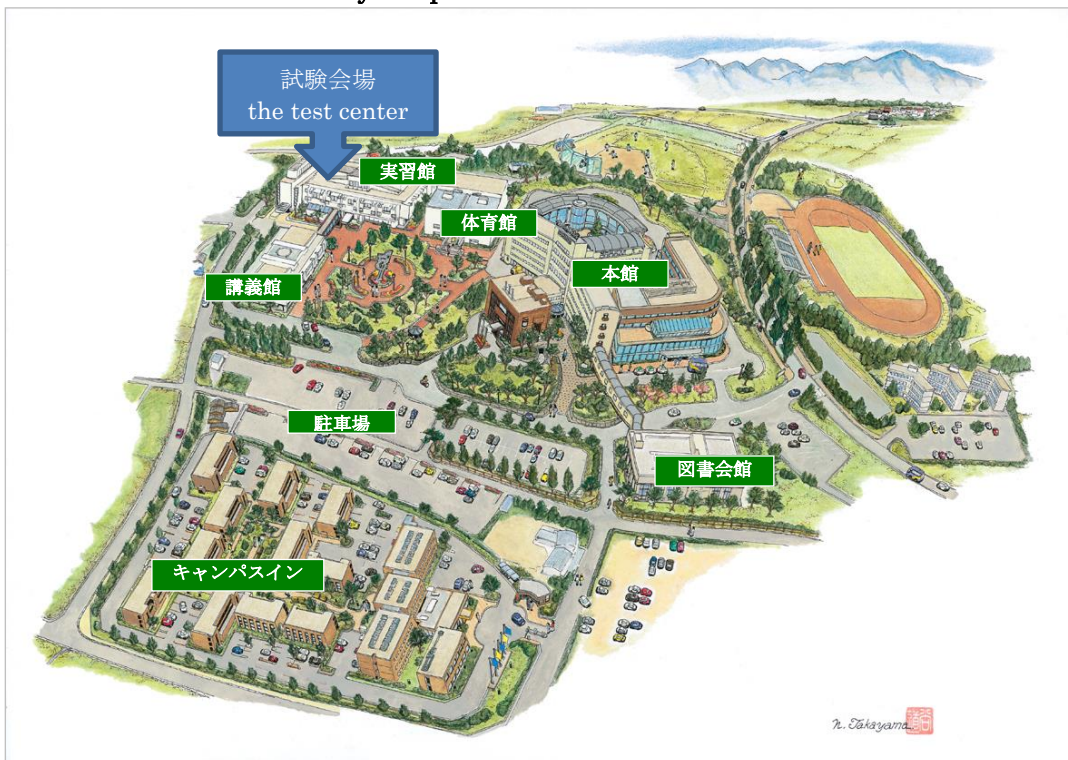 試験会場
the test center
実習館
体育館
本館
講義館
駐車場
図書会館
キャンパスイン
n. Takayama